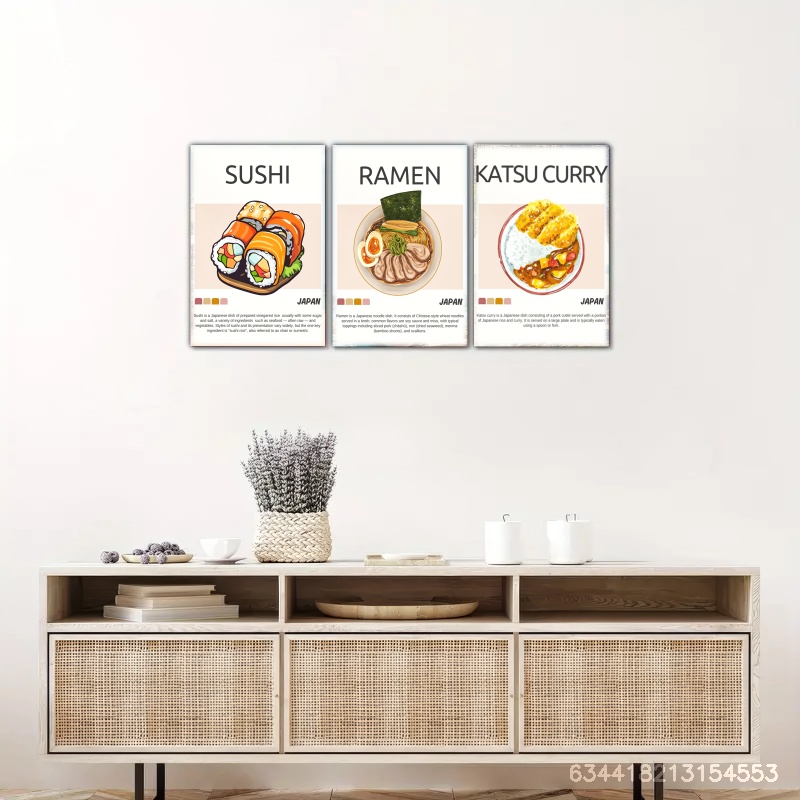 SUSHI
JAPAN
Sushi is a Japanese dish of prepared vinegared rice usually with some sugar
and salt, a variety of ingredients, such as seafood — often raw — and
vegetables. Styles of sushi and its presentation vary widely, but the one key
ingredient is "sushi rice", also referred to as shari or sumeshi.
RAMEN
JAPAN
Ramen is a Japanese noodle dish. It consists of Chinese-style wheat noodles
served in a broth; common flavors are soy sauce and miso, with typical
toppings including sliced pork (chāshū), nori (dried seaweed), menma
(bamboo shoots), and scallions.
KATSU CURRY
JAPAN
Katsu curry is a Japanese dish consisting of a pork cutlet served with a portion
of Japanese rice and curry. It is served on a large plate and is typically eaten
using a spoon or fork.
634418213154553